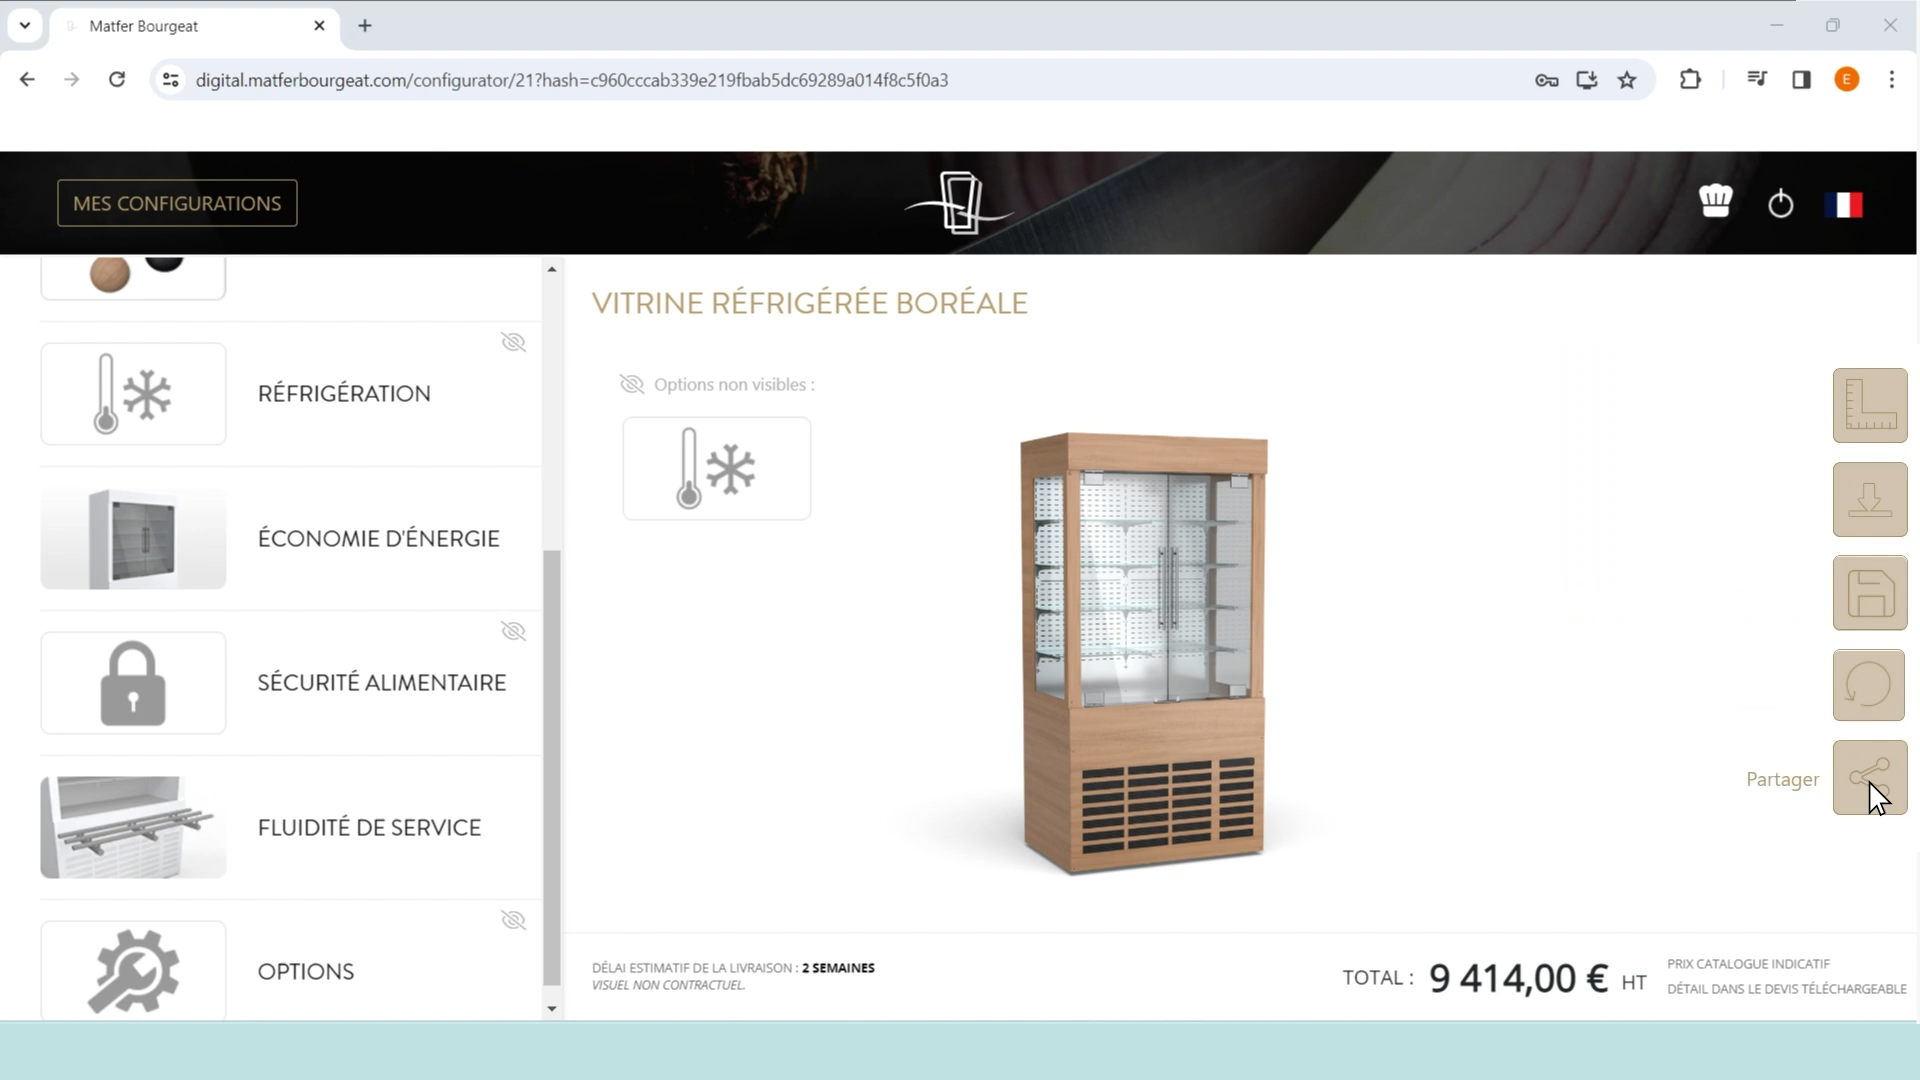 Matfer Bourgeat
digital.matferbourgeat.com/configurator/21?hash=c960cccab339e219fbab5dc69289a014f8c5f0a3
E
MES CONFIGURATIONS
VITRINE RÉFRIGÉRÉE BORÉALE
Options non visibles :
RÉFRIGÉRATION
ÉCONOMIE D'ÉNERGIE
SÉCURITÉ ALIMENTAIRE
FLUIDITÉ DE SERVICE
OPTIONS
Partager
DÉLAI ESTIMATIF DE LA LIVRAISON : 2 SEMAINES
VISUEL NON CONTRACTUEL.
TOTAL : 9 414,00 € HT
PRIX CATALOGUE INDICATIF
DÉTAIL DANS LE DEVIS TÉLÉCHARGEABLE